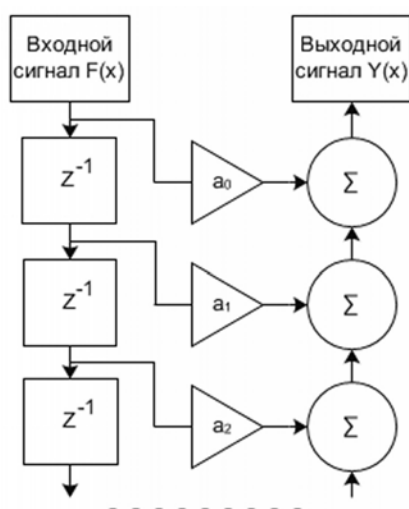 Входной
сигнал F(x)
Выходной
сигнал Y(x)
Z⁻¹
a₀
Σ
Z⁻¹
a₁
Σ
Z⁻¹
a₂
Σ